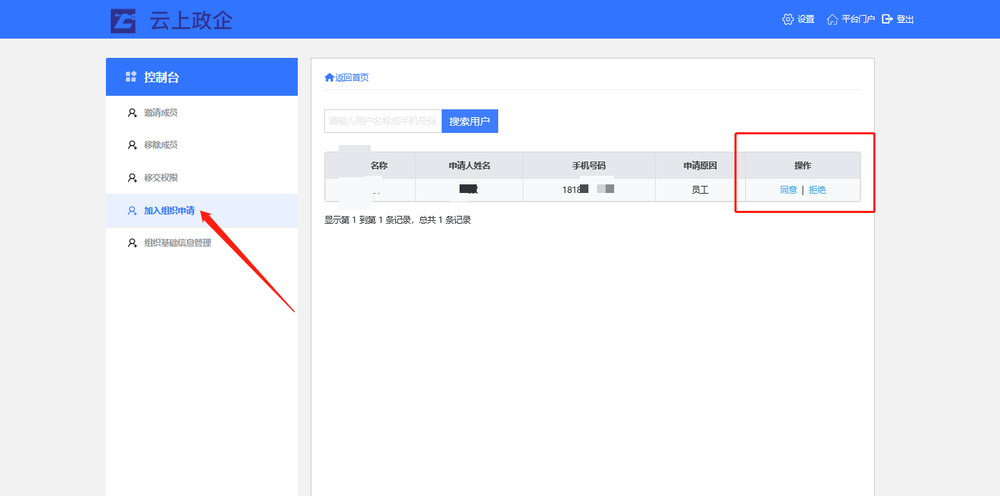 云上政企
设置 平台门户 登出
控制台
邀请成员
移除成员
移交权限
加入组织申请
组织基础信息管理
返回首页
请输入用户名称或手机号码 搜索用户
名称 申请人姓名 手机号码 申请原因 操作
181 员工 同意 | 拒绝
显示第 1 到第 1 条记录，总共 1 条记录